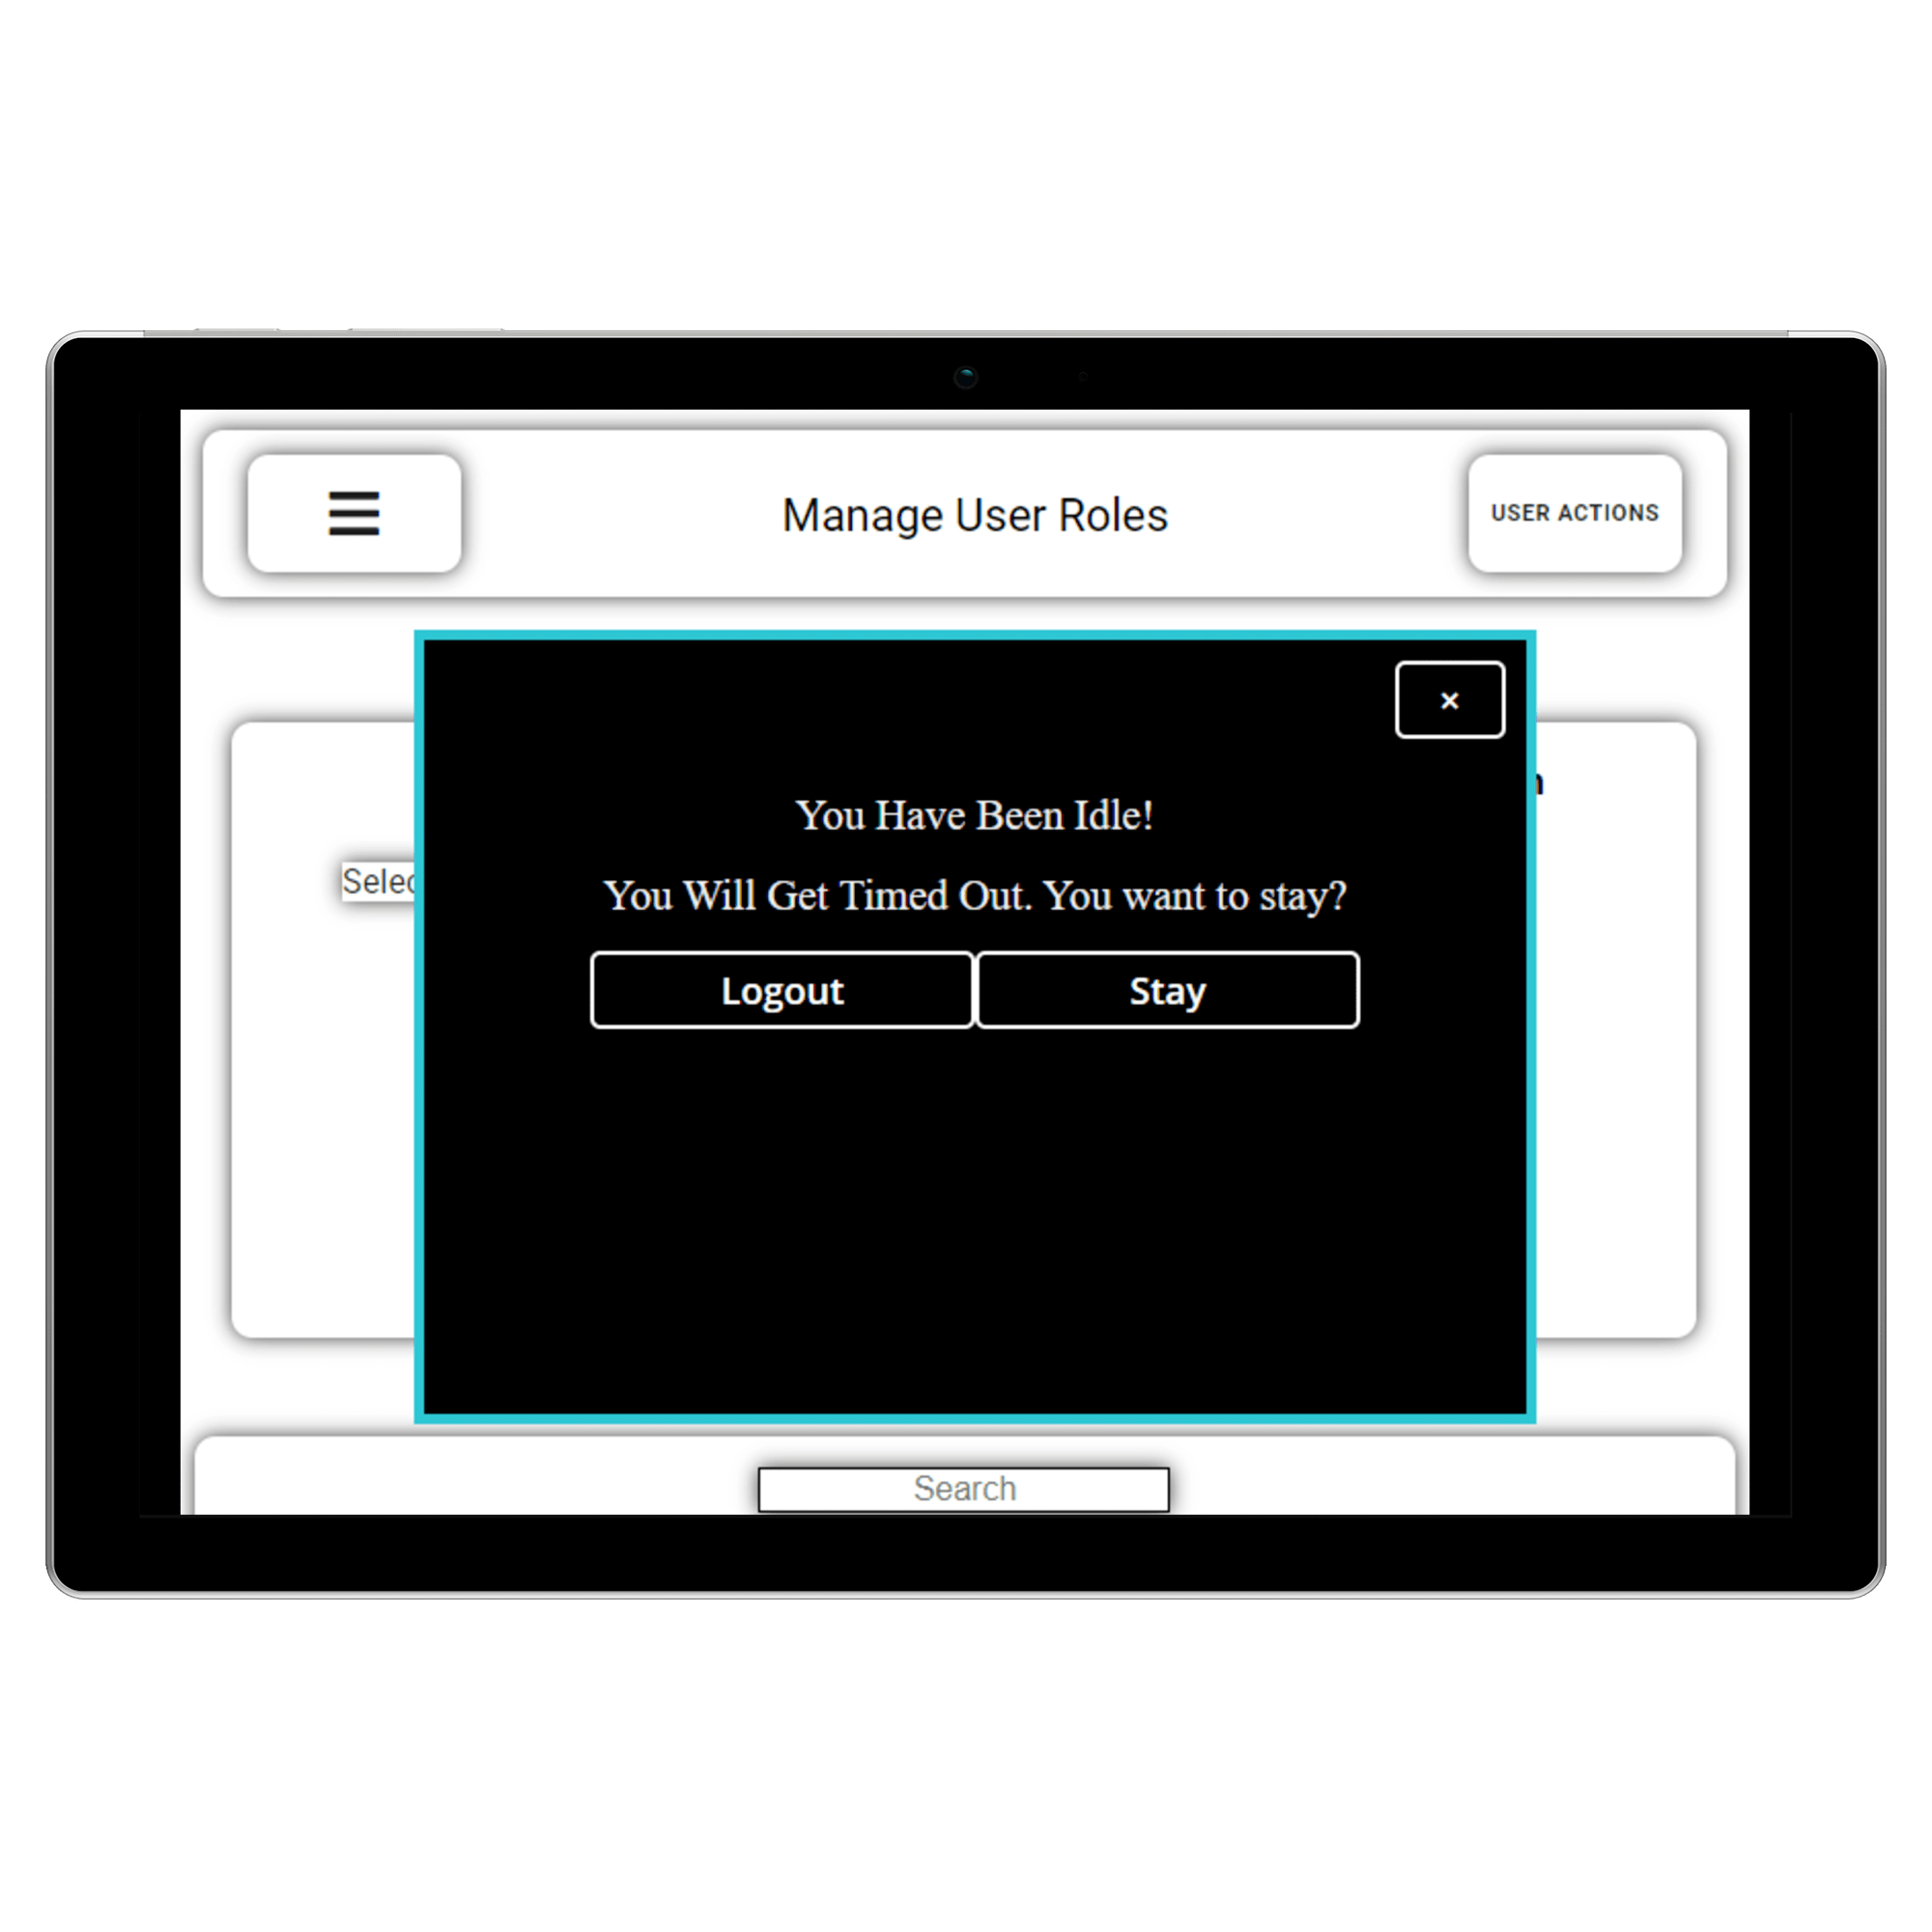 Manage User Roles
USER ACTIONS
×
You Have Been Idle!
Selec
You Will Get Timed Out. You want to stay?
Logout
Stay
Search